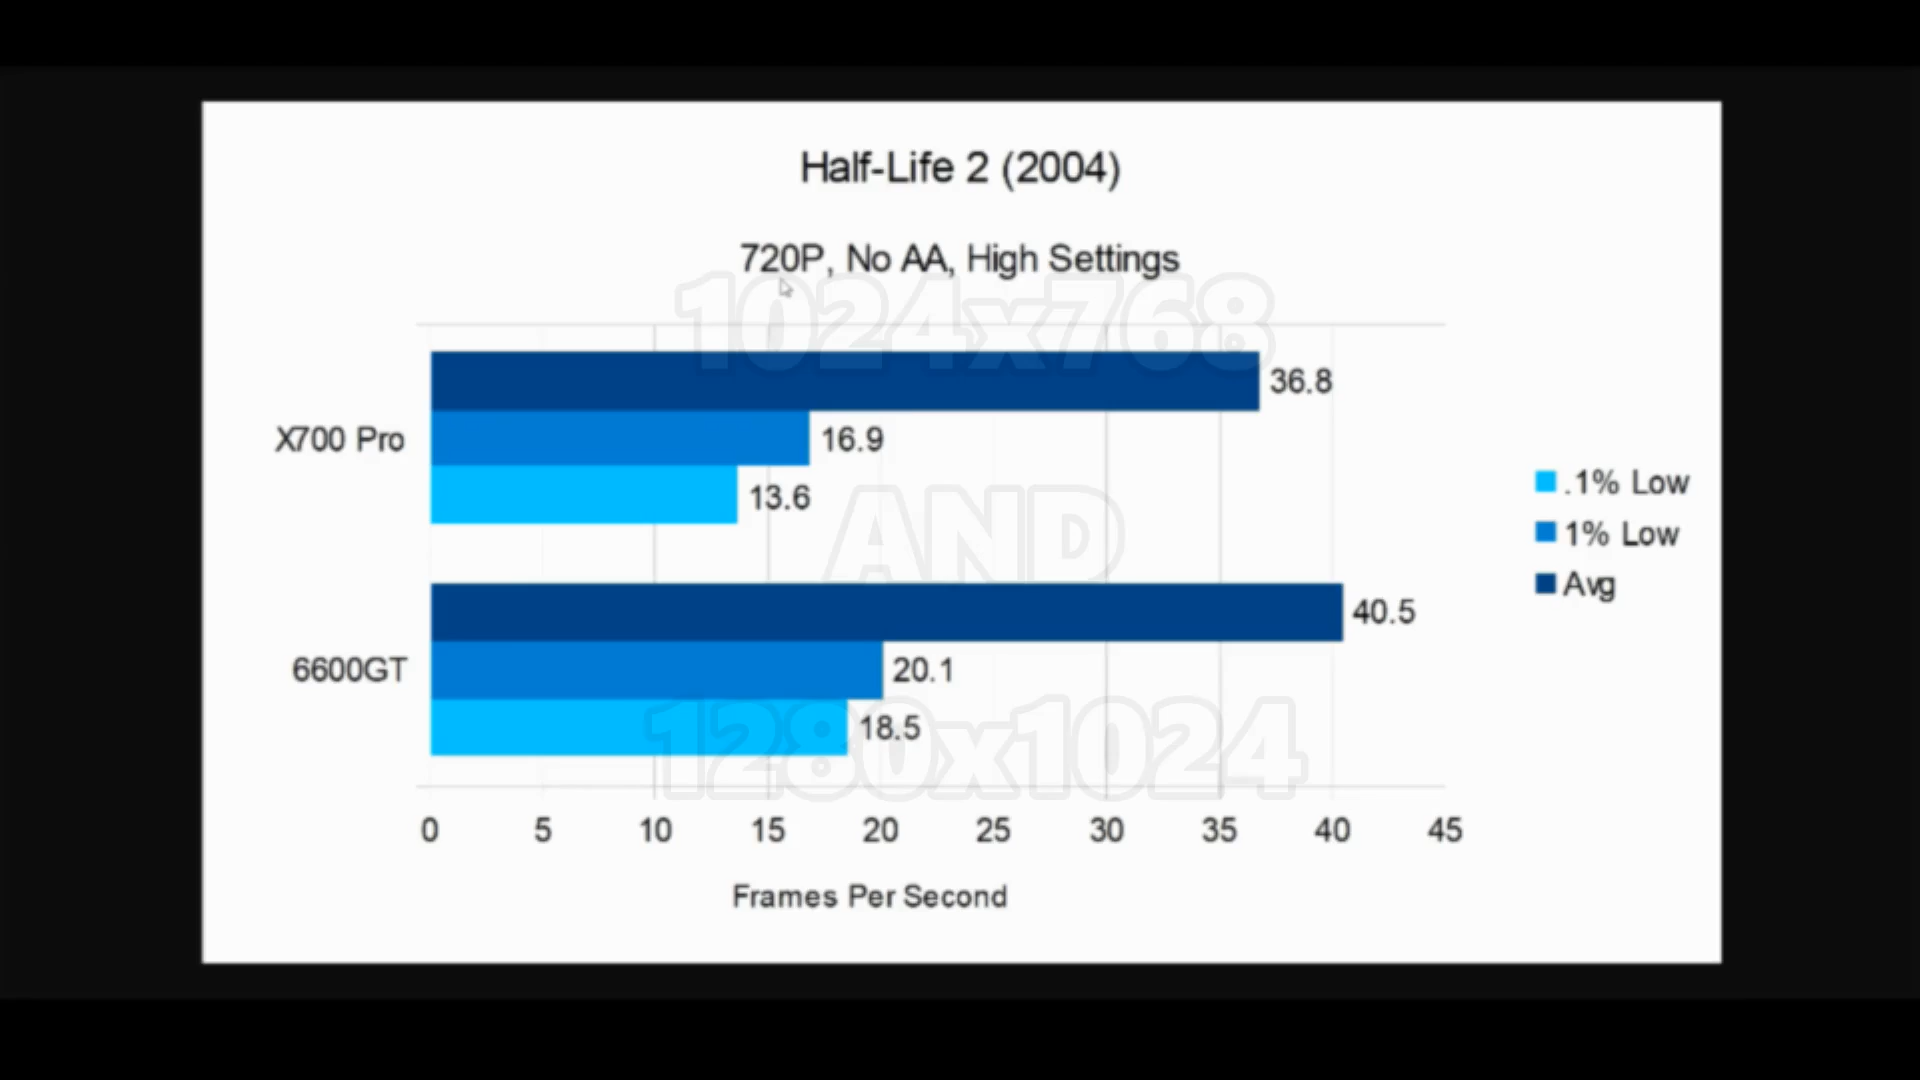 Half-Life 2 (2004)
720P, No AA, High Settings
1024x768
36.8
X700 Pro
16.9
13.6
AND
.1% Low
1% Low
Avg
40.5
6600GT
20.1
18.5
1280x1024
0 5 10 15 20 25 30 35 40 45
Frames Per Second